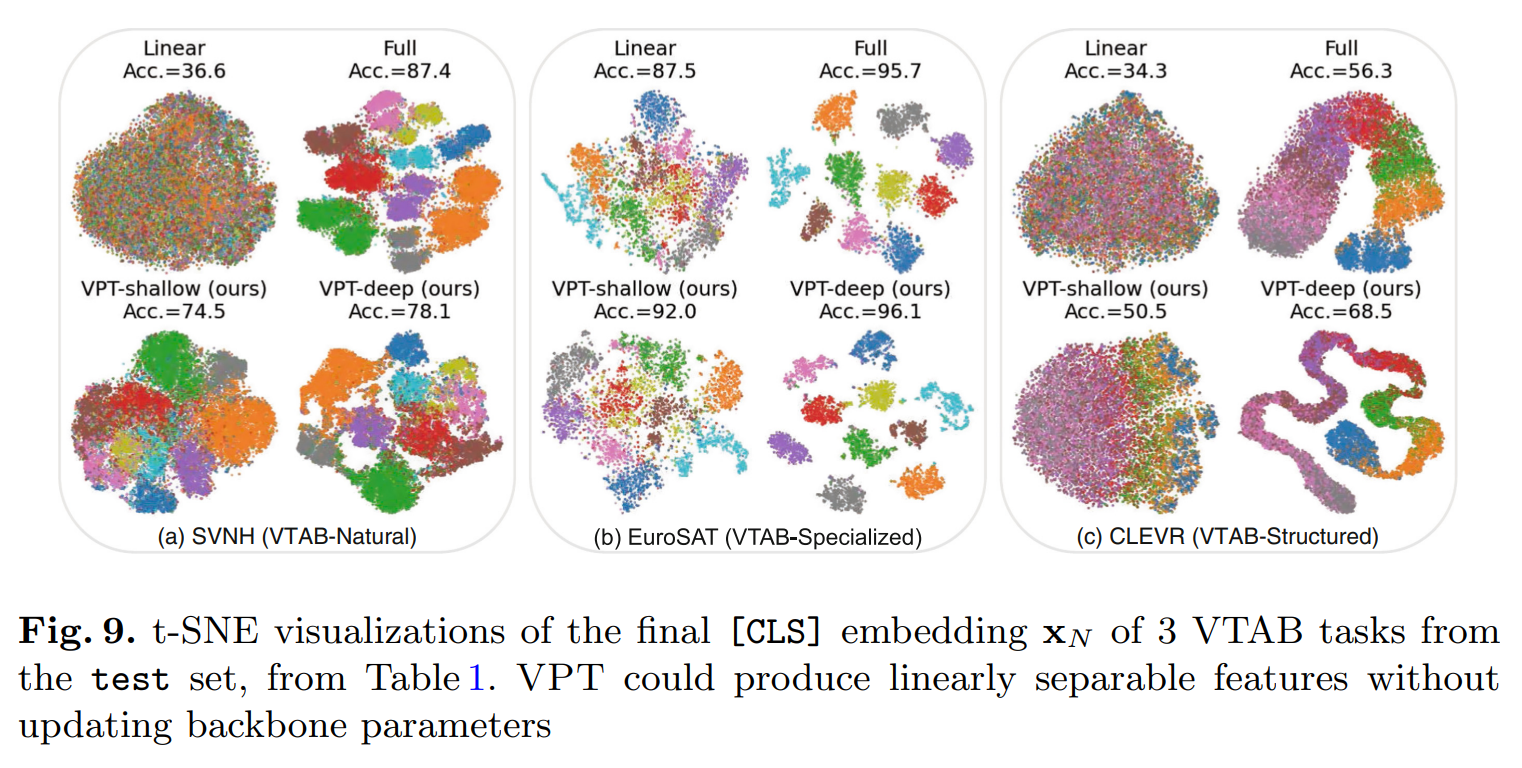 Linear
Acc.=36.6
Full
Acc.=87.4
VPT-shallow (ours)
Acc.=74.5
VPT-deep (ours)
Acc.=78.1
(a) SVNH (VTAB-Natural)
Linear
Acc.=87.5
Full
Acc.=95.7
VPT-shallow (ours)
Acc.=92.0
VPT-deep (ours)
Acc.=96.1
(b) EuroSAT (VTAB-Specialized)
Linear
Acc.=34.3
Full
Acc.=56.3
VPT-shallow (ours)
Acc.=50.5
VPT-deep (ours)
Acc.=68.5
(c) CLEVR (VTAB-Structured)
Fig. 9. t-SNE visualizations of the final [CLS] embedding x_N of 3 VTAB tasks from
the test set, from Table 1. VPT could produce linearly separable features without
updating backbone parameters